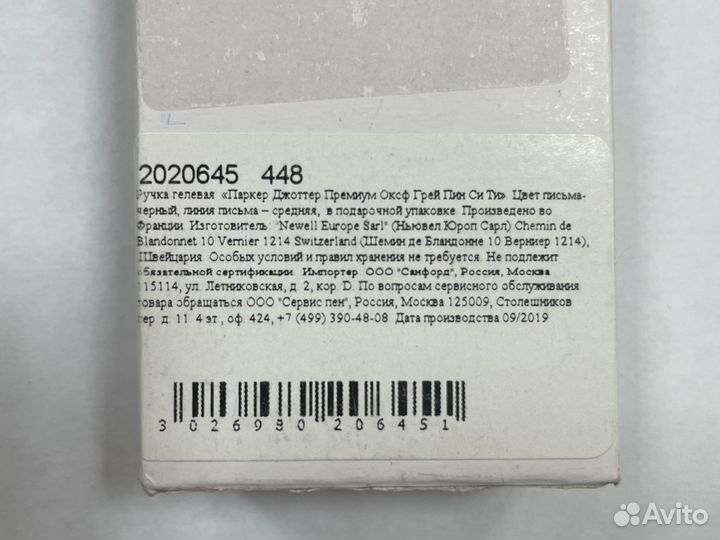 2020645 448
Ручка гелевая «Паркер Джоттер Премиум Оксф Грей Пин Си Ти». Цвет письма-
черный, линия письма – средняя, в подарочной упаковке. Произведено во
Франции. Изготовитель: "Newell Europe Sarl" (Ньювел Юроп Сарл) Chemin de
Blandonnet 10 Vernier 1214 Switzerland (Шемин де Бландонне 10 Верниер 1214),
Швейцария. Особых условий и правил хранения не требуется. Не подлежит
обязательной сертификации. Импортер: ООО "Санфорд", Россия, Москва
115114, ул. Летниковская, д. 2, кор. D. По вопросам сервисного обслуживания
товара обращаться ООО "Сервис пен", Россия, Москва 125009, Столешников
пер. д. 11. 4 эт., оф. 424, +7 (499) 390-48-08. Дата производства 09/2019
3 026980 206451
Avito